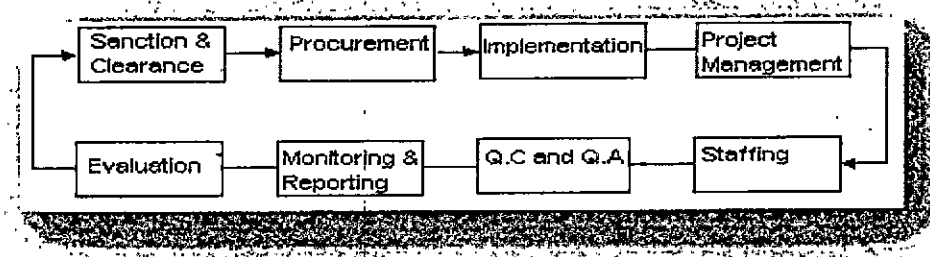 Sanction &
Clearance
Procurement
Implementation
Project
Management
Evaluation
Monitoring &
Reporting
Q.C and Q.A
Staffing